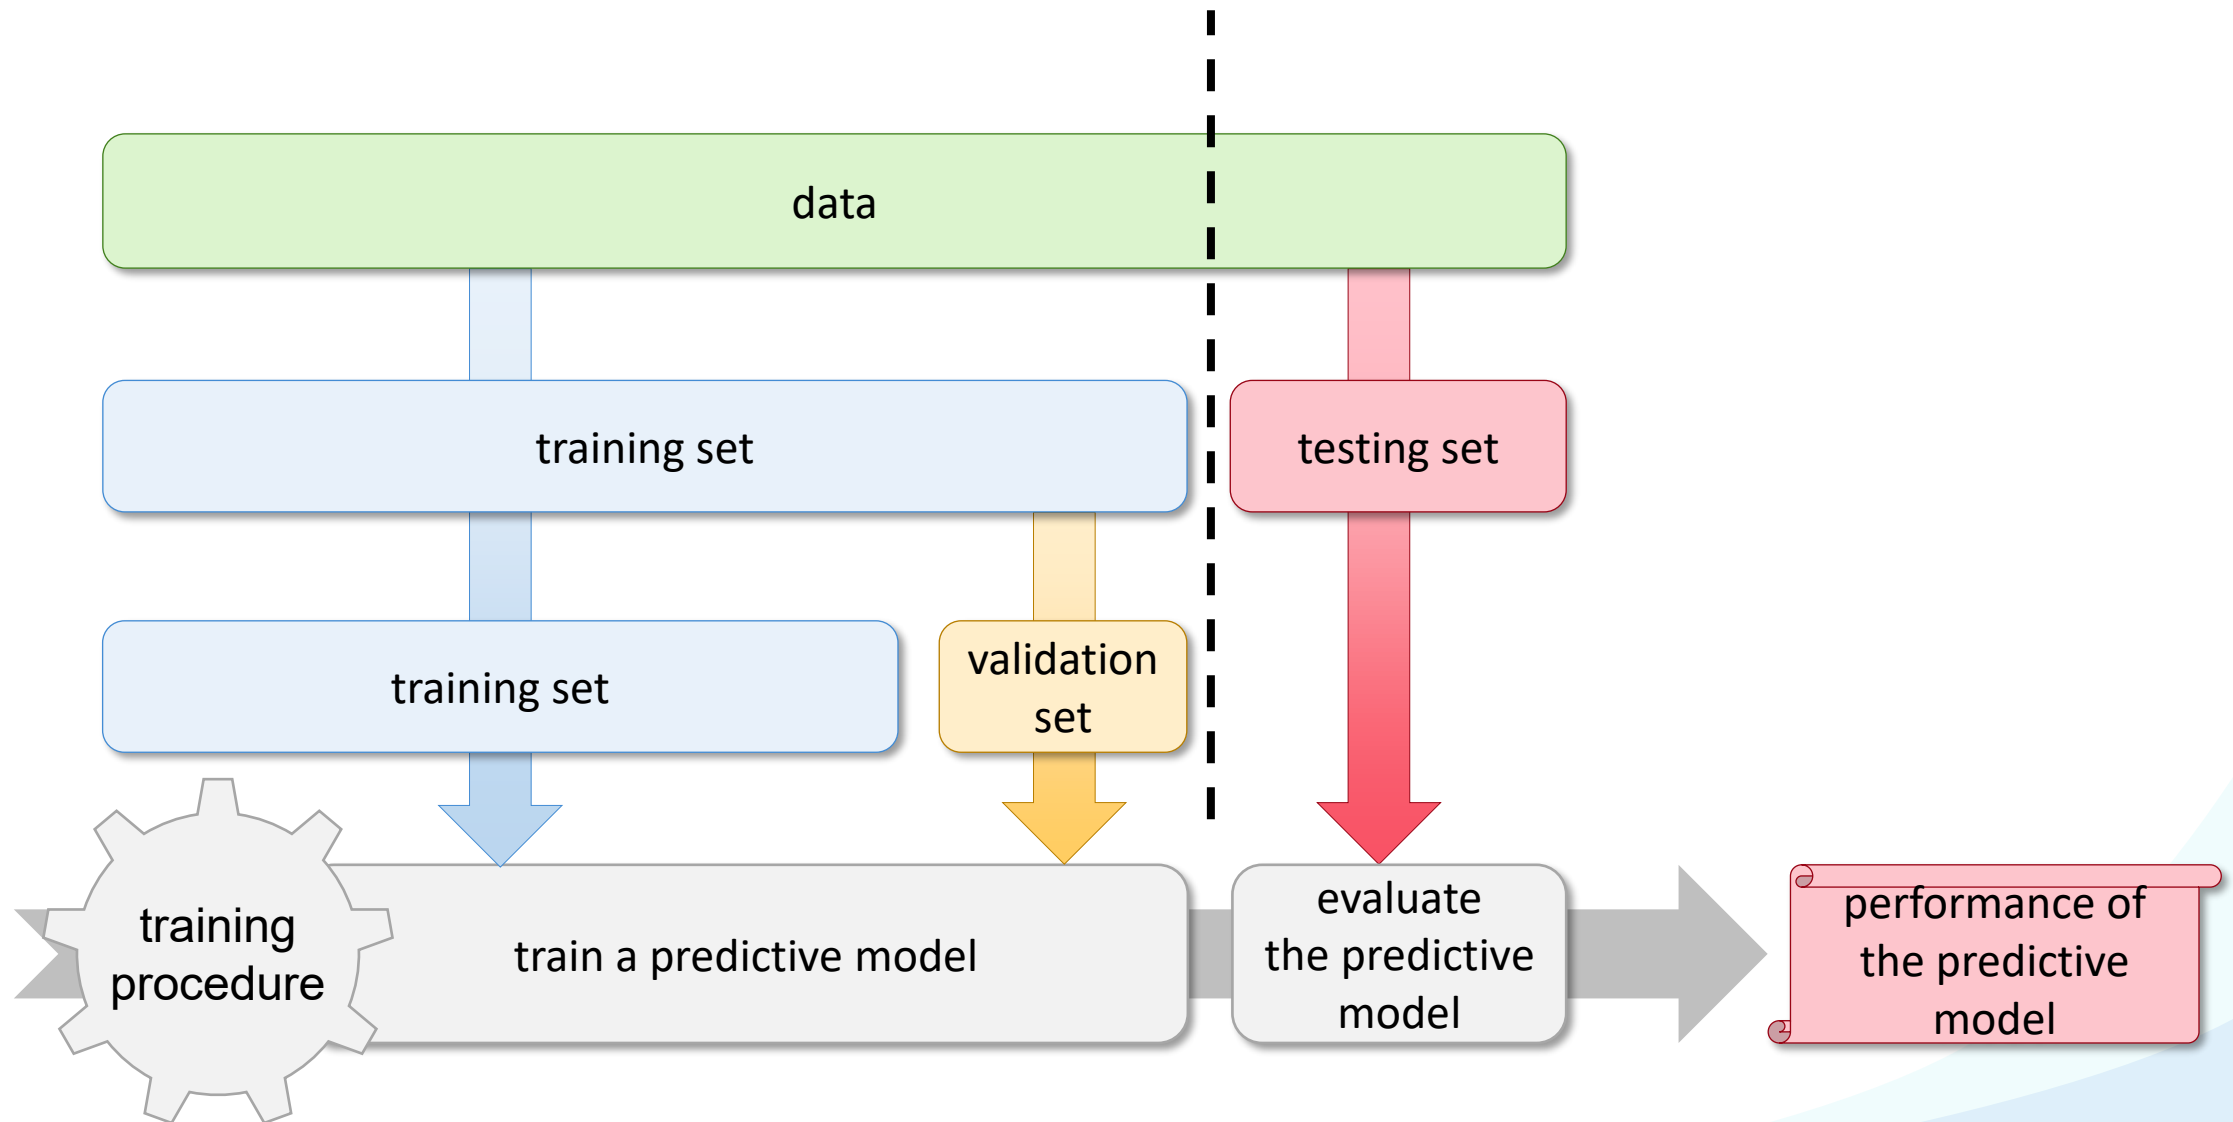 data
training set
testing set
training set
validation
set
training
procedure
train a predictive model
evaluate
the predictive
model
performance of
the predictive
model